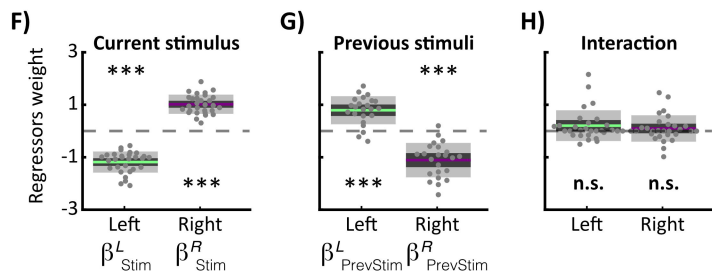 F)
Current stimulus
Regressors weight
3
1
-1
-3
***
***
Left
Right
β^L_Stim
β^R_Stim
G)
Previous stimuli
***
***
Left
Right
β^L_PrevStim
β^R_PrevStim
H)
Interaction
n.s.
n.s.
Left
Right